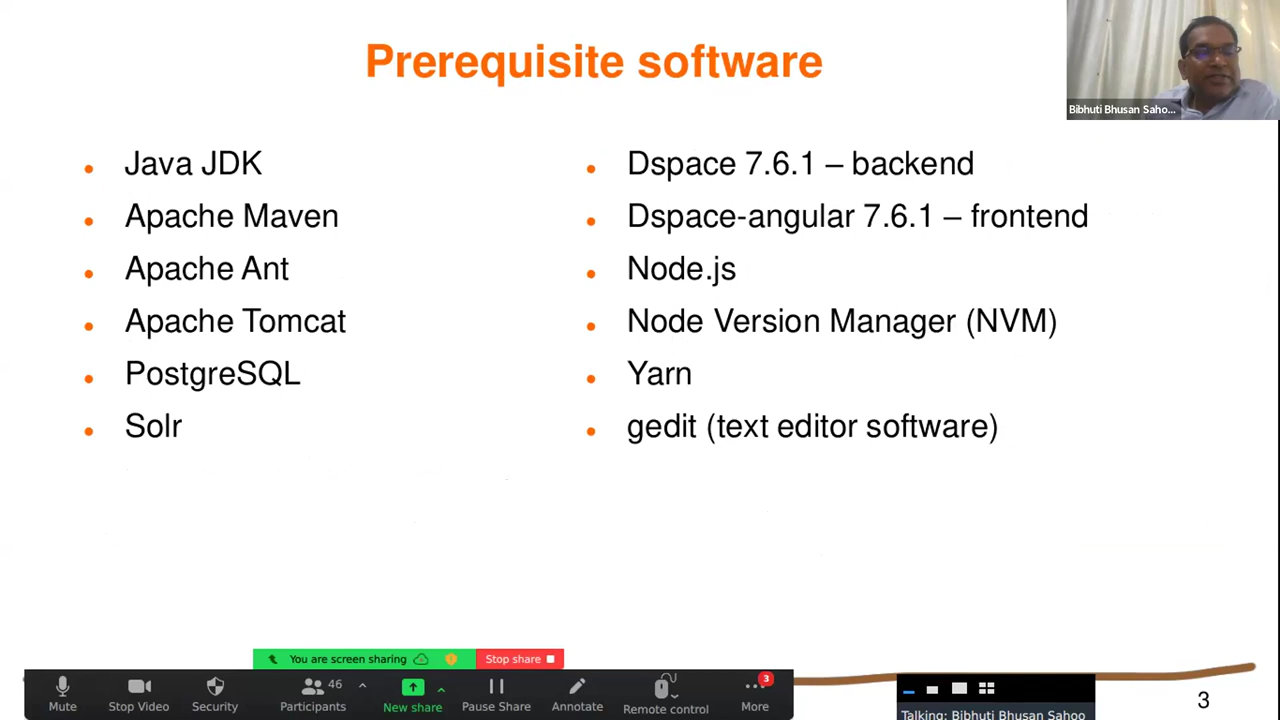 Prerequisite software
Bibhuti Bhusan Saho...
Java JDK
Apache Maven
Apache Ant
Apache Tomcat
PostgreSQL
Solr
Dspace 7.6.1 – backend
Dspace-angular 7.6.1 – frontend
Node.js
Node Version Manager (NVM)
Yarn
gedit (text editor software)
You are screen sharing
Stop share
Mute
Stop Video
Security
Participants
46
New share
Pause Share
Annotate
Remote control
More
3
Talking: Bibhuti Bhusan Sahoo
3